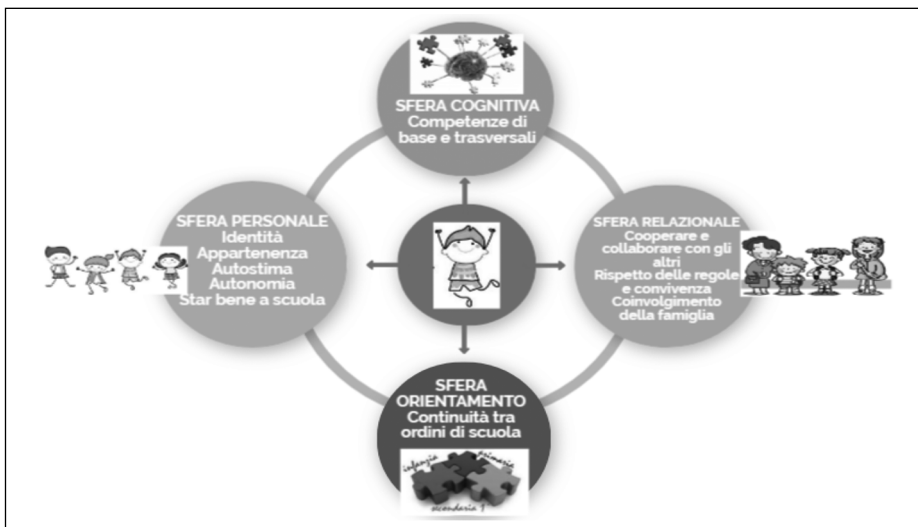 SFERA COGNITIVA
Competenze di
base e trasversali
SFERA PERSONALE
Identità
Appartenenza
Autostima
Autonomia
Star bene a scuola
SFERA RELAZIONALE
Cooperare e
collaborare con gli
altri
Rispetto delle regole
e convivenza
Coinvolgimento
della famiglia
SFERA
ORIENTAMENTO
Continuità tra
ordini di scuola
infanzia
primaria
secondaria 1